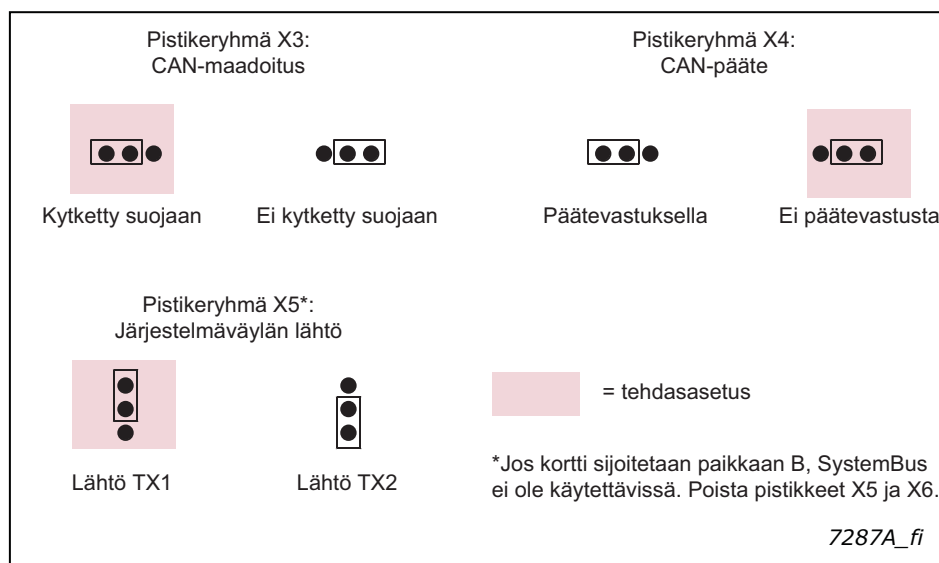 Pistikeryhmä X3:
CAN-maadoitus
Pistikeryhmä X4:
CAN-pääte
Kytketty suojaan
Ei kytketty suojaan
Päätevastuksella
Ei päätevastusta
Pistikeryhmä X5*:
Järjestelmäväylän lähtö
Lähtö TX1
Lähtö TX2
= tehdasasetus
*Jos kortti sijoitetaan paikkaan B, SystemBus
ei ole käytettävissä. Poista pistikkeet X5 ja X6.
7287A_fi